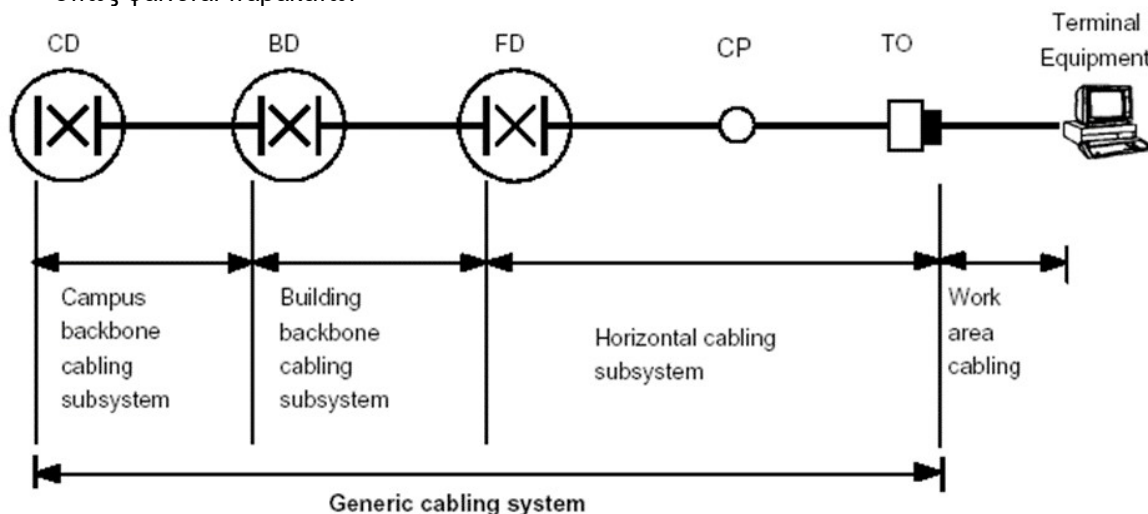 CD
BD
FD
CP
TO
Terminal
Equipment
Campus
backbone
cabling
subsystem
Building
backbone
cabling
subsystem
Horizontal cabling
subsystem
Work
area
cabling
Generic cabling system